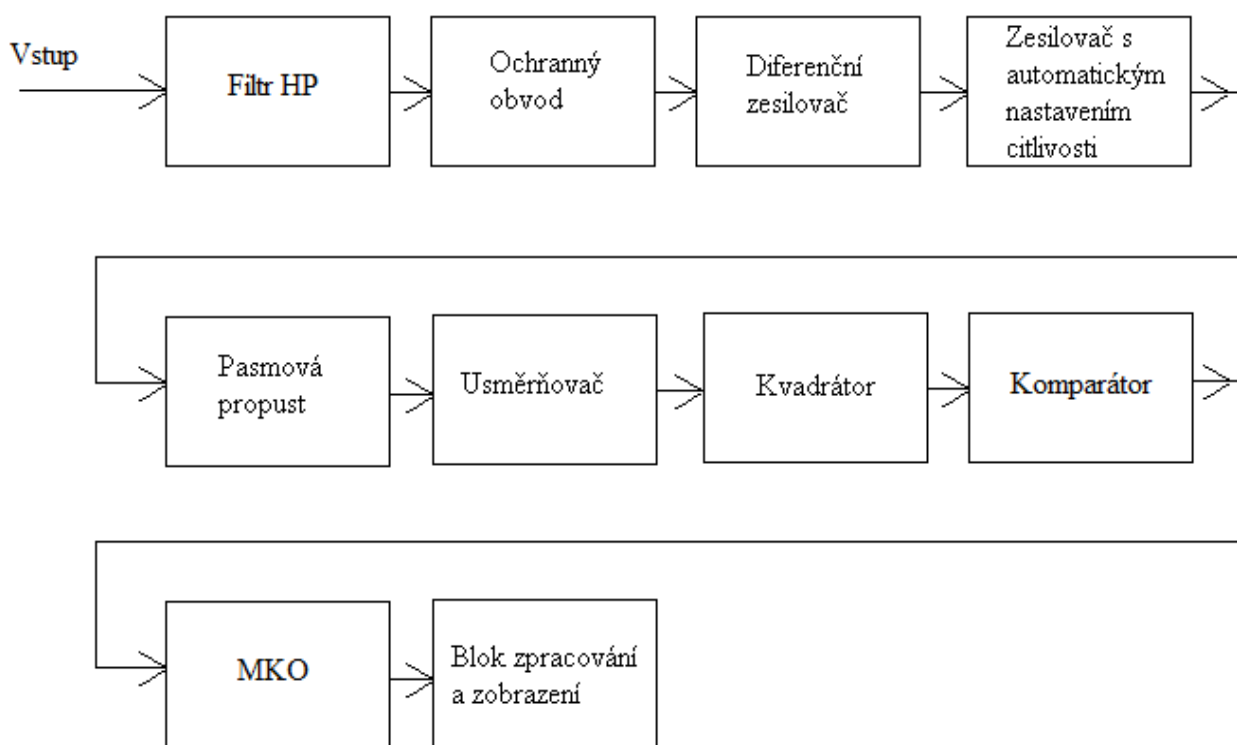 Vstup
Filtr HP
Ochranný
obvod
Diferenční
zesilovač
Zesilovač s
automatickým
nastavením
citlivosti
Pasmová
propust
Usměrňovač
Kvadrátor
Komparátor
MKO
Blok zpracování
a zobrazení